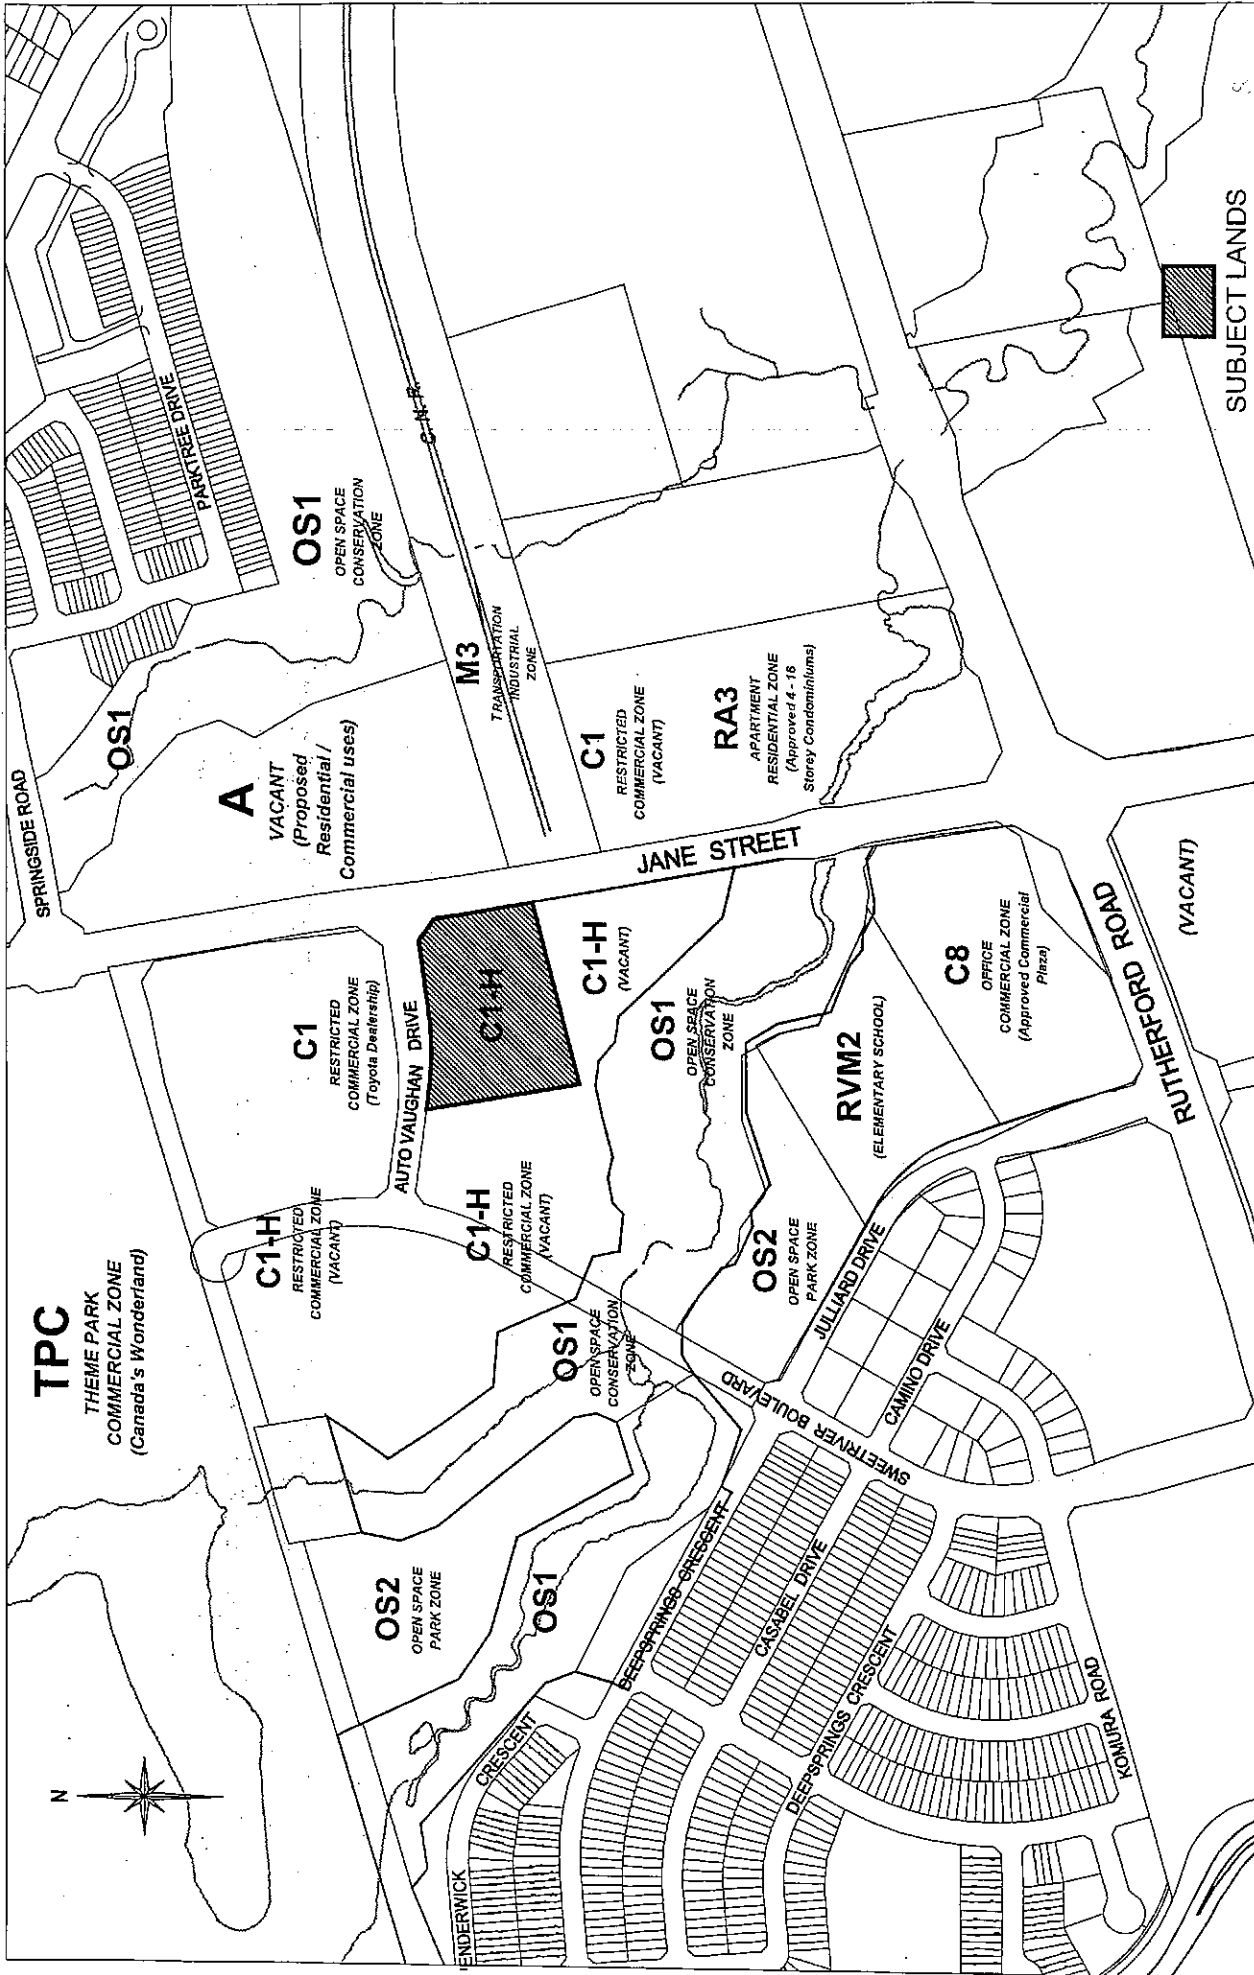 N
TPC
THEME PARK
COMMERCIAL ZONE
(Canada's Wonderland)
SPRINGSIDE ROAD
OS1
PARKTREE DRIVE
A
VACANT
(Proposed
Residential /
Commercial uses)
OS1
OPEN SPACE
CONSERVATION
ZONE
C.N.R.
M3
TRANSPORTATION
INDUSTRIAL
ZONE
C1
RESTRICTED
COMMERCIAL ZONE
(Toyota Dealership)
AUTO VAUGHAN DRIVE
C1-H
C1-H
RESTRICTED
COMMERCIAL ZONE
(VACANT)
C1-H
RESTRICTED
COMMERCIAL ZONE
(VACANT)
C1-H
(VACANT)
JANE STREET
C1
RESTRICTED
COMMERCIAL ZONE
(VACANT)
RA3
APARTMENT
RESIDENTIAL ZONE
(Approved 4 - 16
Storey Condominiums)
OS2
OPEN SPACE
PARK ZONE
OS1
OS1
OPEN SPACE
CONSERVATION
ZONE
OS1
OPEN SPACE
CONSERVATION
ZONE
OS2
OPEN SPACE
PARK ZONE
RVM2
(ELEMENTARY SCHOOL)
C8
OFFICE
COMMERCIAL ZONE
(Approved Commercial
Plaza)
RUTHERFORD ROAD
(VACANT)
ENDERWICK
CRESCENT
DEEPSPRINGS CRESCENT
CASABEL DRIVE
DEEPSPRINGS CRESCENT
SWEETRIVER BOULEVARD
JULLIARD DRIVE
CAMINO DRIVE
KOMURA ROAD
SUBJECT LANDS